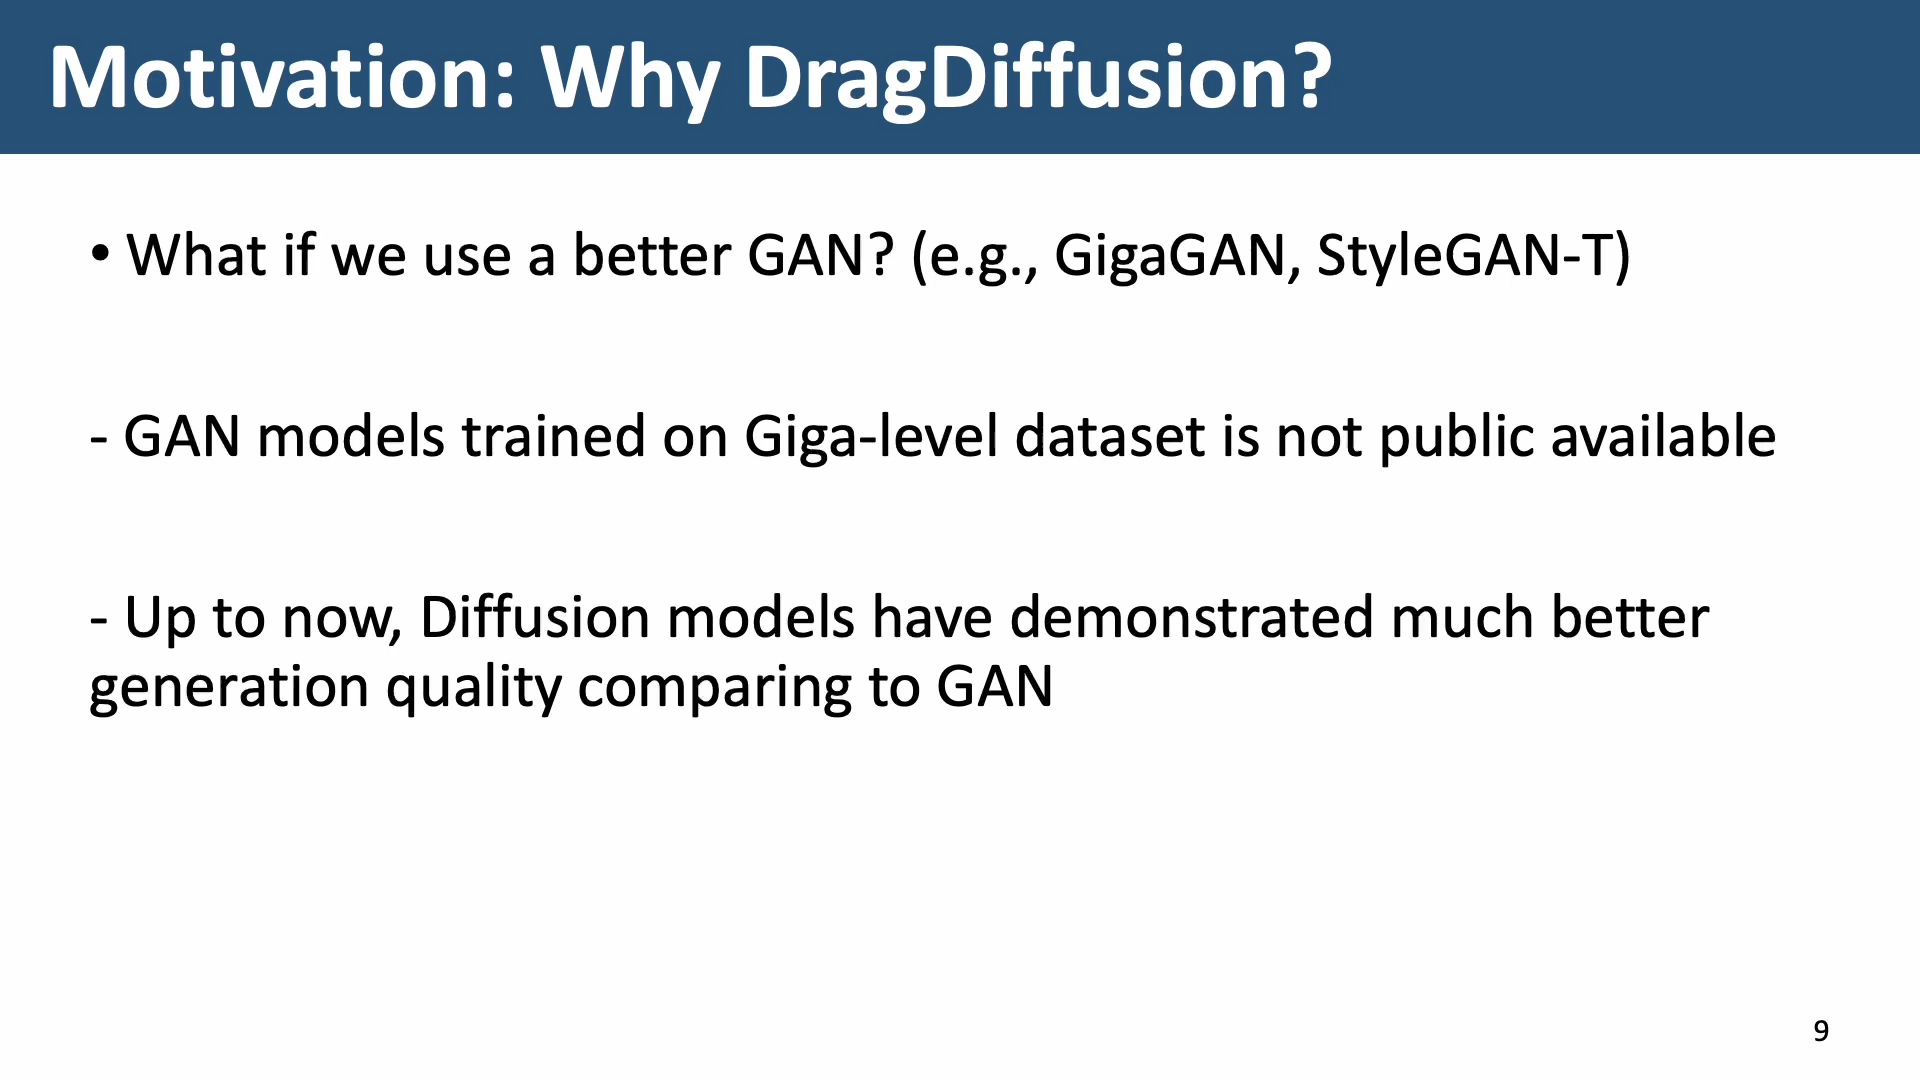 Motivation: Why DragDiffusion?
• What if we use a better GAN? (e.g., GigaGAN, StyleGAN-T)
- GAN models trained on Giga-level dataset is not public available
- Up to now, Diffusion models have demonstrated much better
generation quality comparing to GAN
9